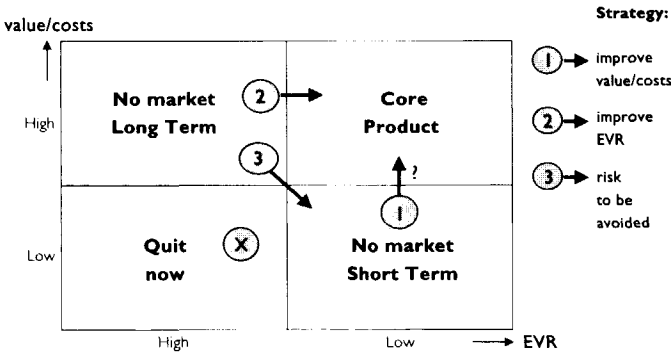 Strategy:
value/costs
1
improve
value/costs
No market
Long Term
2
Core
Product
High
2
improve
EVR
3
?
3
risk
to be
avoided
1
Quit
now
X
No market
Short Term
Low
High
Low
EVR